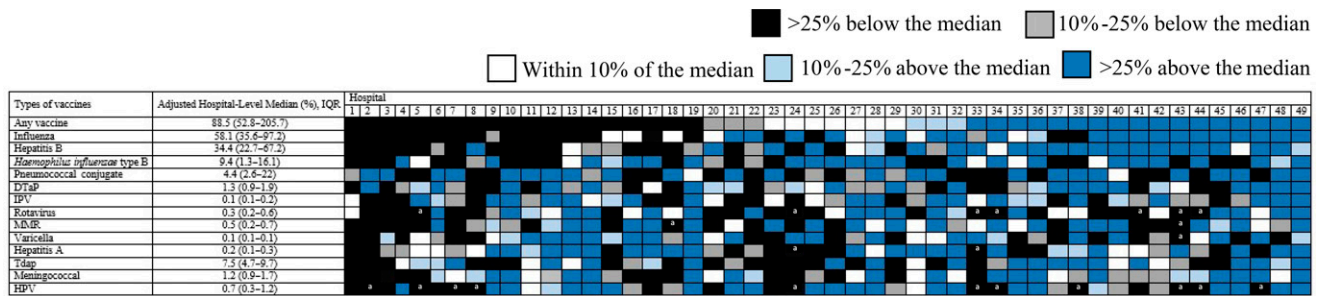 >25% below the median 10%-25% below the median
Within 10% of the median 10%-25% above the median >25% above the median
Types of vaccines Adjusted Hospital-Level Median (%), IQR Hospital
1 2 3 4 5 6 7 8 9 10 11 12 13 14 15 16 17 18 19 20 21 22 23 24 25 26 27 28 29 30 31 32 33 34 35 36 37 38 39 40 41 42 43 44 45 46 47 48 49
Any vaccine 88.5 (52.8–205.7)
Influenza 58.1 (35.6–97.2)
Hepatitis B 34.4 (22.7–67.2)
Haemophilus influenzae type B 9.4 (1.3–16.1)
Pneumococcal conjugate 4.4 (2.6–22)
DTaP 1.3 (0.9–1.9)
IPV 0.1 (0.1–0.2)
Rotavirus 0.3 (0.2–0.6) a a a a a a a
MMR 0.5 (0.2–0.7) a a
Varicella 0.1 (0.1–0.1) a
Hepatitis A 0.2 (0.1–0.3) a a
Tdap 7.5 (4.7–9.7)
Meningococcal 1.2 (0.9–1.7)
HPV 0.7 (0.3–1.2) a a a a a a a a a a